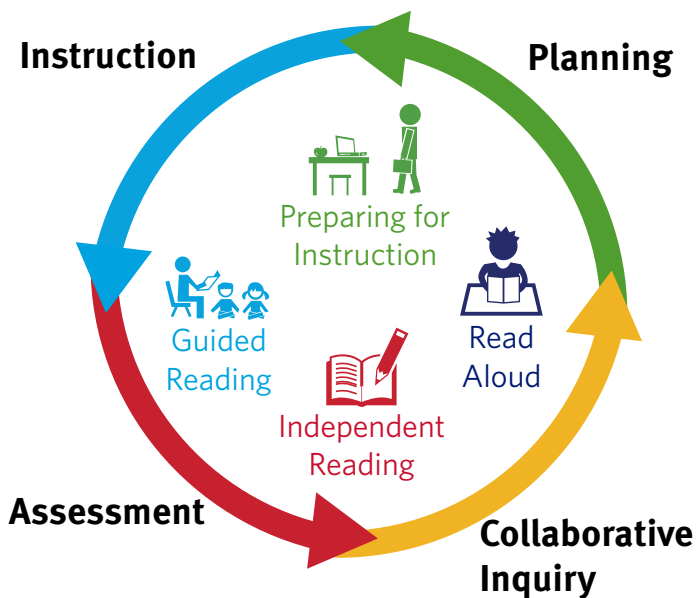 Instruction
Planning
Preparing for
Instruction
Guided
Reading
Read
Aloud
Independent
Reading
Assessment
Collaborative
Inquiry